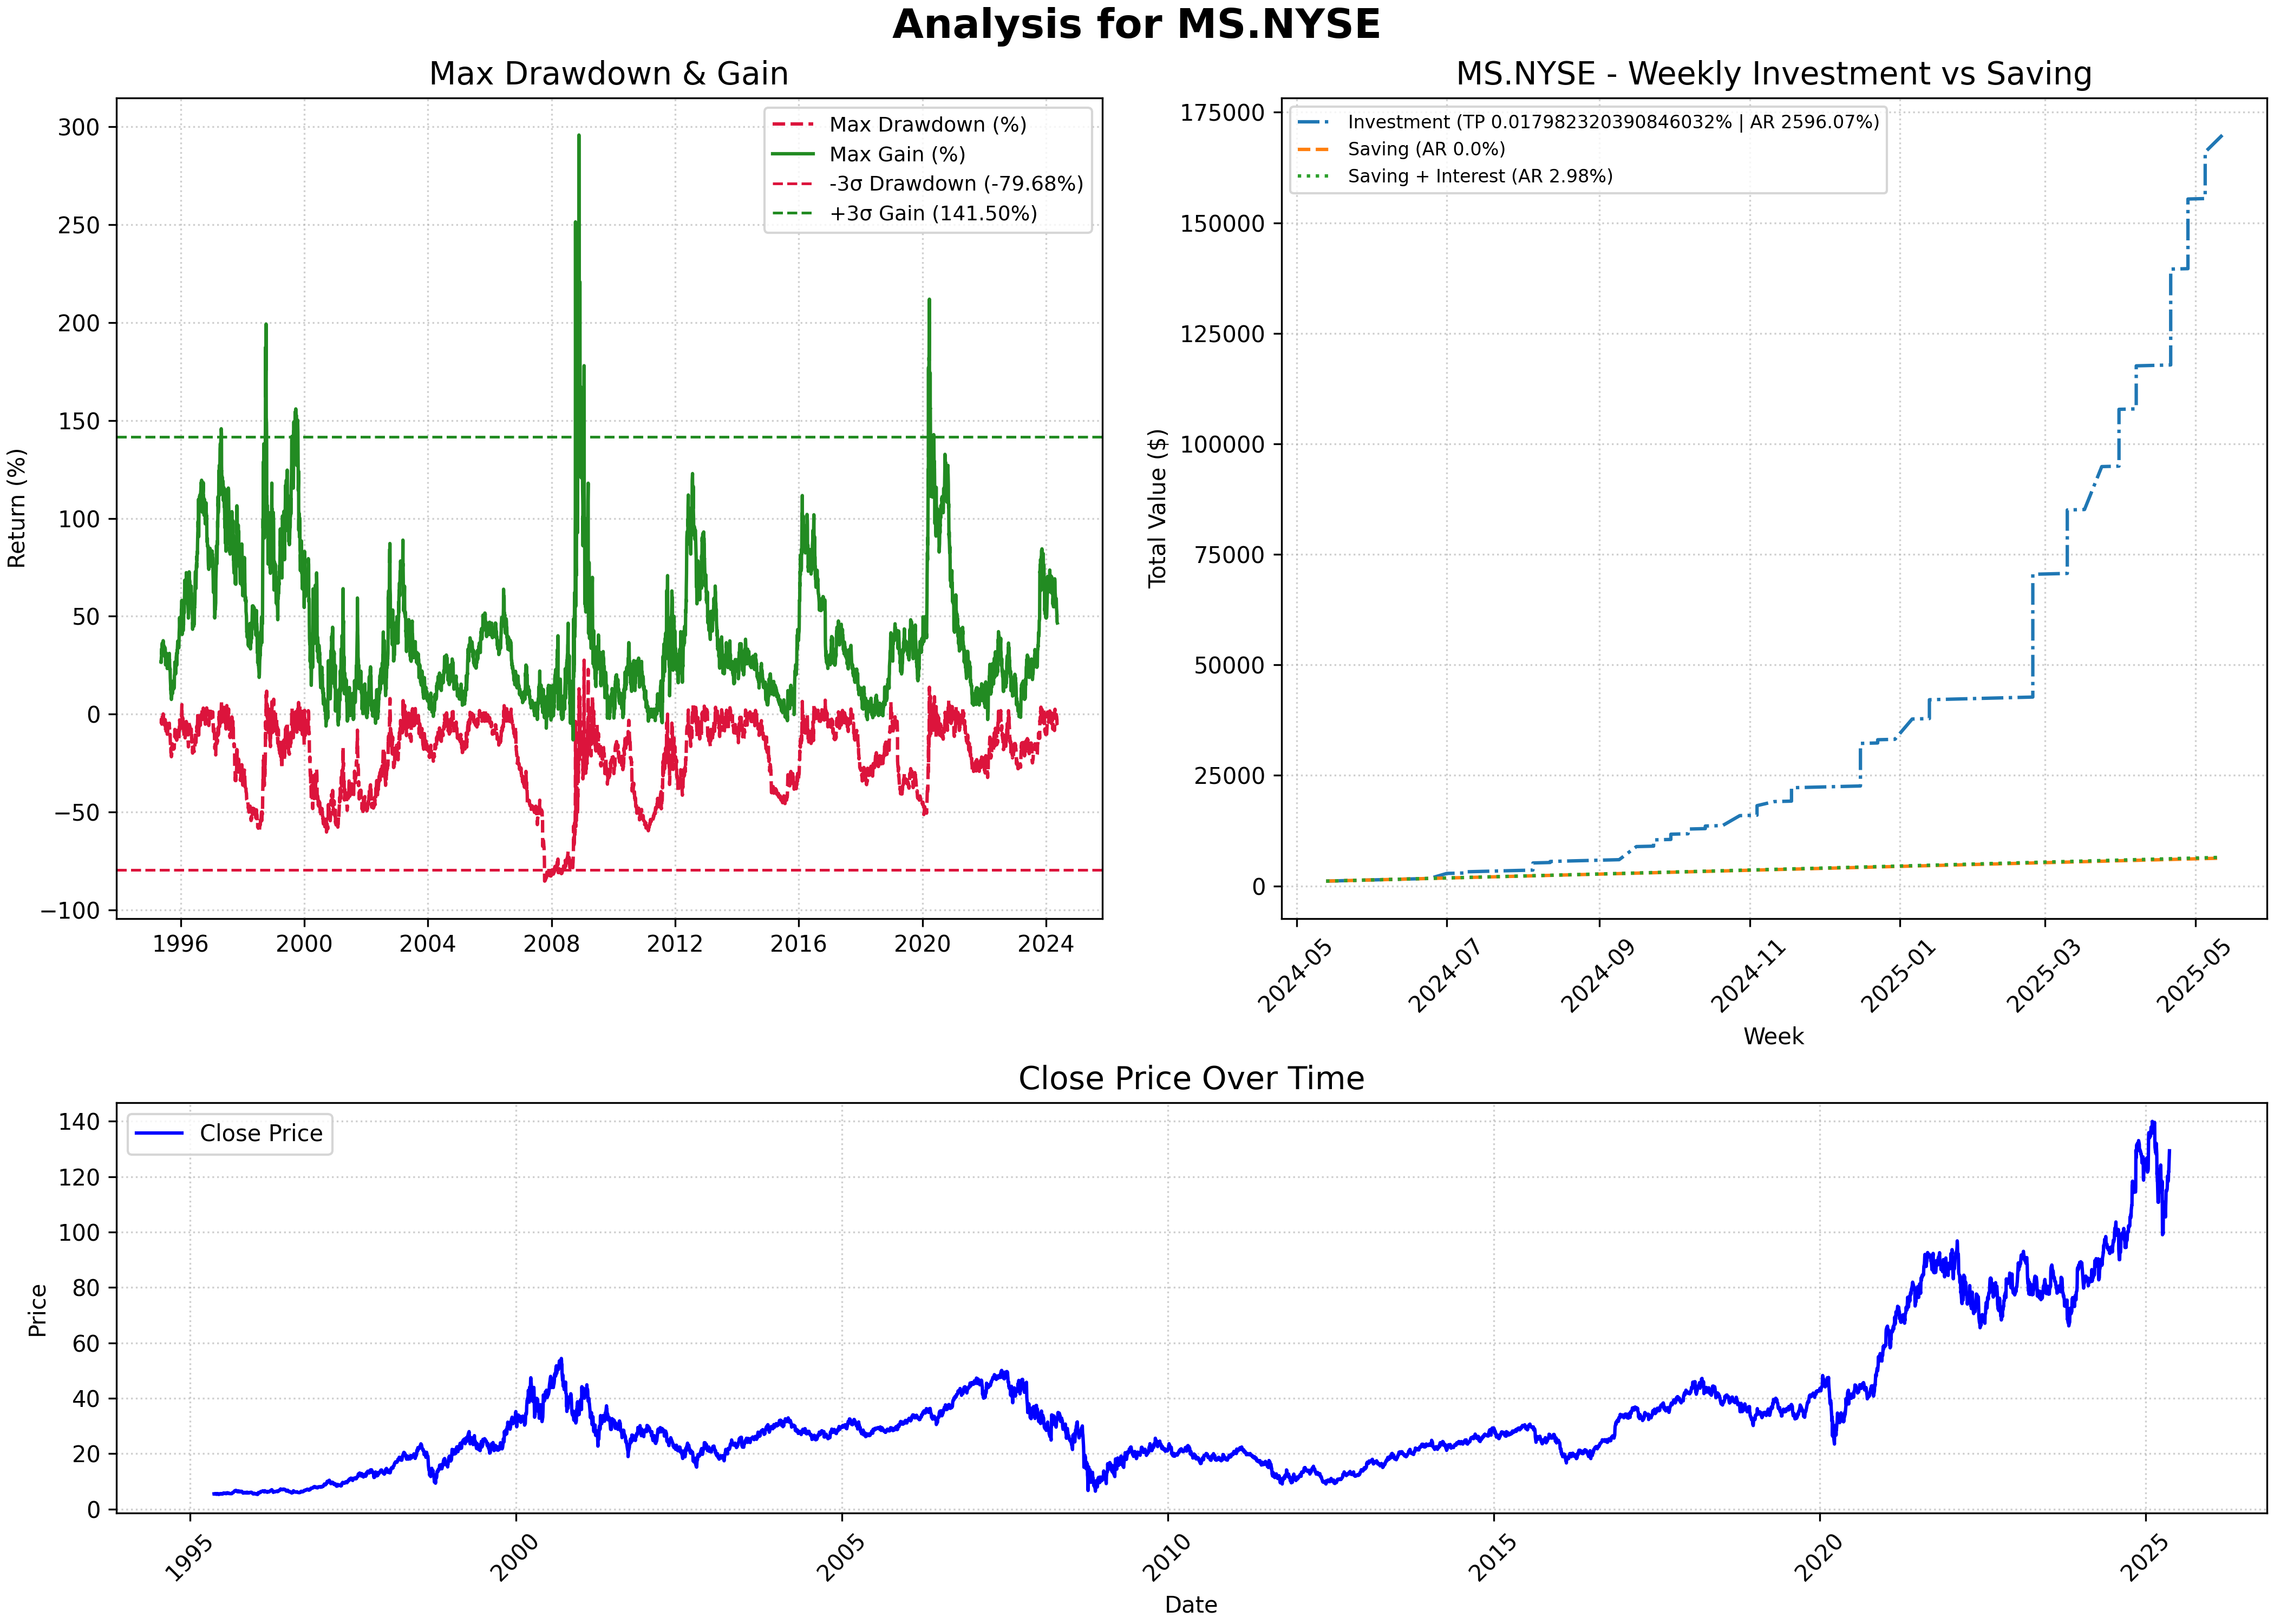 Analysis for MS.NYSE
Max Drawdown & Gain
300
250
200
150
100
50
0
−50
−100
Return (%)
Max Drawdown (%)
Max Gain (%)
-3σ Drawdown (-79.68%)
+3σ Gain (141.50%)
1996
2000
2004
2008
2012
2016
2020
2024
MS.NYSE - Weekly Investment vs Saving
175000
150000
125000
100000
75000
50000
25000
0
Total Value ($)
Investment (TP 0.017982320390846032% | AR 2596.07%)
Saving (AR 0.0%)
Saving + Interest (AR 2.98%)
2024-05
2024-07
2024-09
2024-11
2025-01
2025-03
2025-05
Week
Close Price Over Time
140
120
100
80
60
40
20
0
Price
Close Price
1995
2000
2005
2010
2015
2020
2025
Date